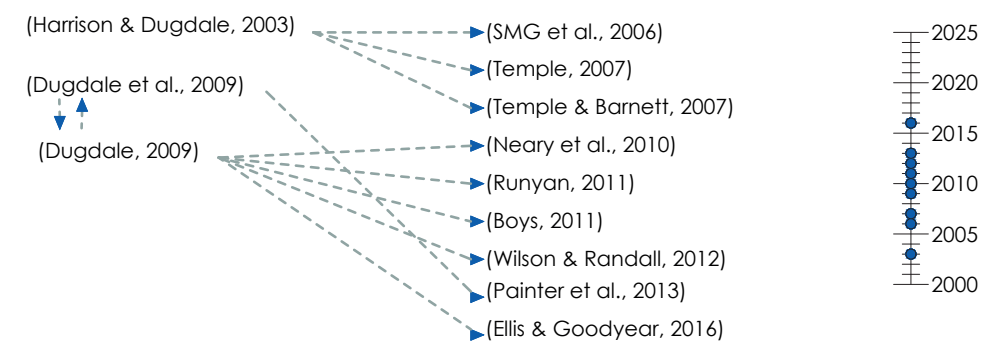 (Harrison & Dugdale, 2003)
(Dugdale et al., 2009)
(Dugdale, 2009)
(SMG et al., 2006)
(Temple, 2007)
(Temple & Barnett, 2007)
(Neary et al., 2010)
(Runyan, 2011)
(Boys, 2011)
(Wilson & Randall, 2012)
(Painter et al., 2013)
(Ellis & Goodyear, 2016)
2025
2020
2015
2010
2005
2000